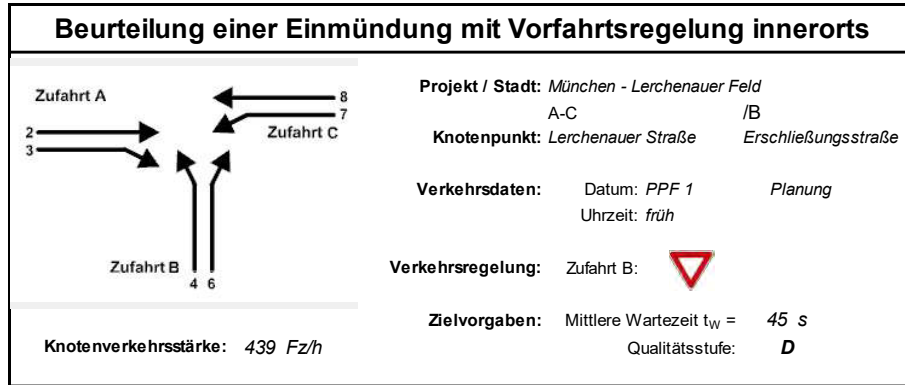 Beurteilung einer Einmündung mit Vorfahrtsregelung innerorts
Zufahrt A
8
7
Zufahrt C
2
3
Zufahrt B
4 6
Knotenverkehrsstärke: 439 Fz/h
Projekt / Stadt: München - Lerchenauer Feld
A-C /B
Knotenpunkt: Lerchenauer Straße Erschließungsstraße
Verkehrsdaten: Datum: PPF 1 Planung
Uhrzeit: früh
Verkehrsregelung: Zufahrt B:
Zielvorgaben: Mittlere Wartezeit tW = 45 s
Qualitätsstufe: D